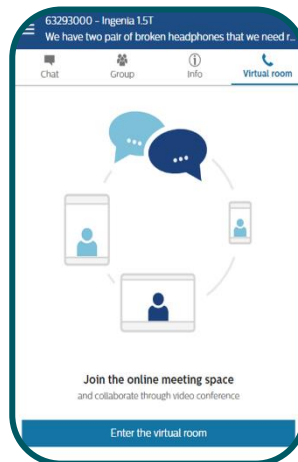 63293000 - Ingenia 1.5T
We have two pair of broken headphones that we need r...
Chat
Group
Info
Virtual room
Join the online meeting space
and collaborate through video conference
Enter the virtual room